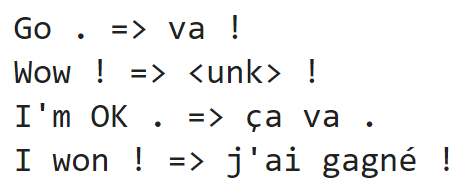 Go . => va !
Wow ! => <unk> !
I'm OK . => ça va .
I won ! => j'ai gagné !